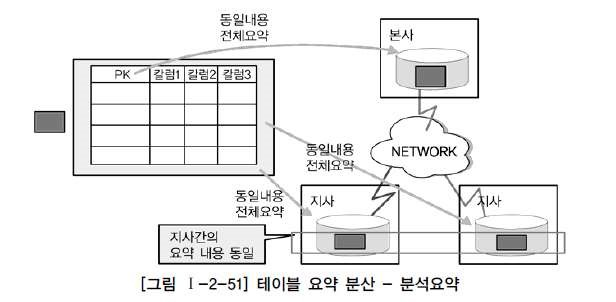 동일내용
전체요약
본사
PK 칼럼1 칼럼2 칼럼3
NETWORK
동일내용
전체요약
동일내용
전체요약
지사
지사
지사간의
요약 내용 동일
[그림 Ⅰ-2-51] 테이블 요약 분산 - 분석요약